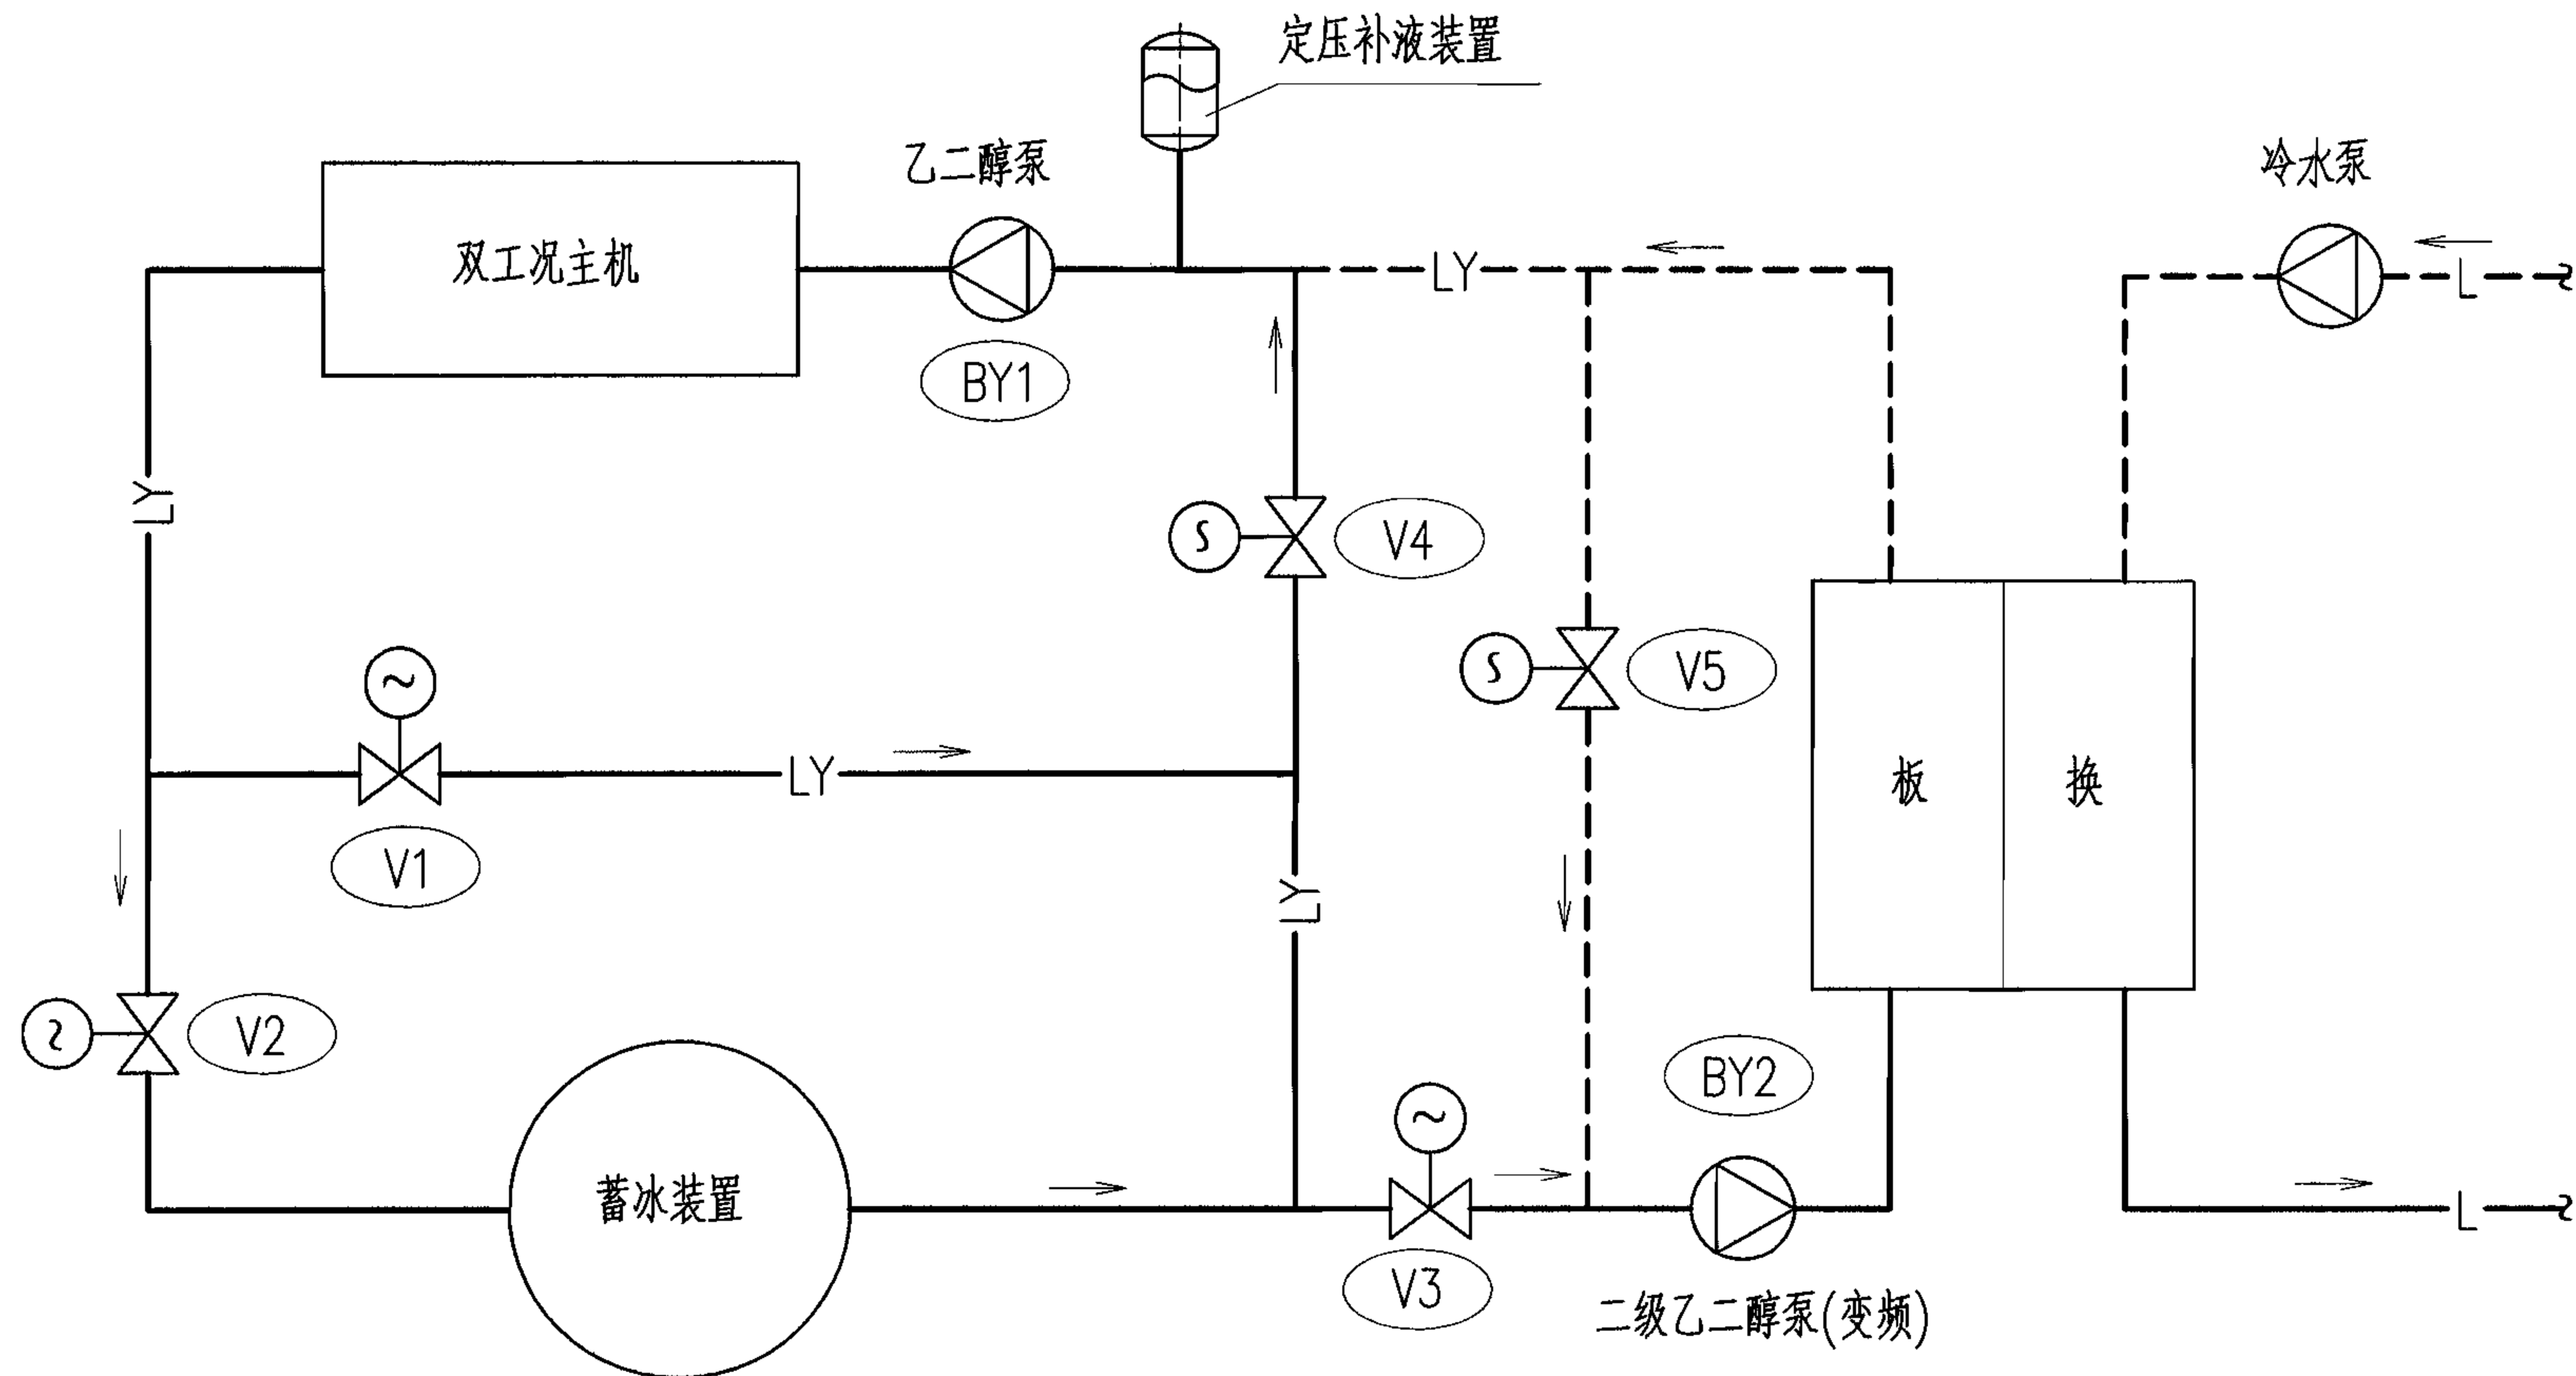 定压补液装置
乙二醇泵
冷水泵
双工况主机
LY
L
BY1
LY
V4
V5
LY
板 换
V1
LY
V2
BY2
蓄冰装置
L
V3
二级乙二醇泵(变频)